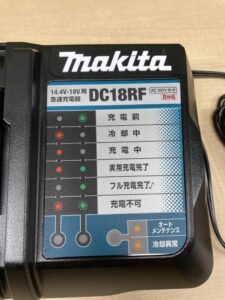 makita
14.4V-18V用
急速充電器 DC18RF
AC100V専用
充電前
冷却中
充電中
実用充電完了
フル充電完了♪
充電不可
オート
メンテナンス
冷却異常